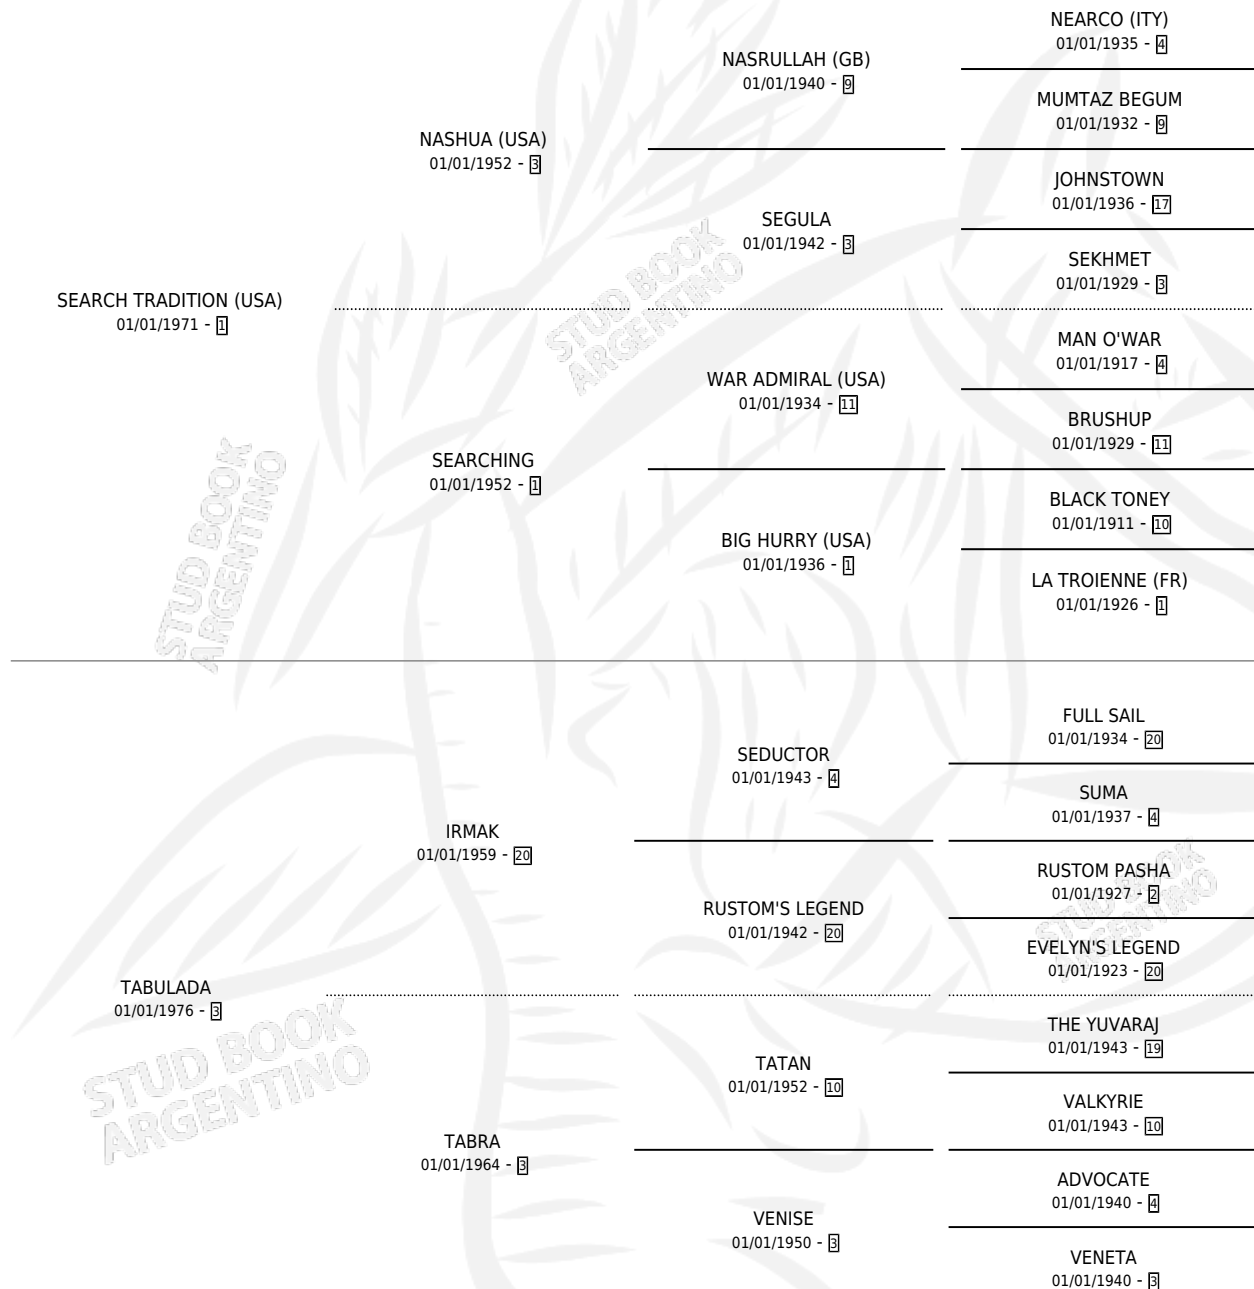 NEARCO (ITY)
01/01/1935 - 4
NASRULLAH (GB)
01/01/1940 - 9
MUMTAZ BEGUM
01/01/1932 - 9
NASHUA (USA)
01/01/1952 - 3
JOHNSTOWN
01/01/1936 - 17
SEGULA
01/01/1942 - 3
SEKHMET
01/01/1929 - 3
SEARCH TRADITION (USA)
01/01/1971 - 1
MAN O'WAR
01/01/1917 - 4
WAR ADMIRAL (USA)
01/01/1934 - 11
BRUSHUP
01/01/1929 - 11
SEARCHING
01/01/1952 - 1
BLACK TONEY
01/01/1911 - 10
BIG HURRY (USA)
01/01/1936 - 1
LA TROIENNE (FR)
01/01/1926 - 1
STUD BOOK
ARGENTINO
STUD BOOK
ARGENTINO
FULL SAIL
01/01/1934 - 20
SEDUCTOR
01/01/1943 - 4
SUMA
01/01/1937 - 4
IRMAK
01/01/1959 - 20
RUSTOM PASHA
01/01/1927 - 2
RUSTOM'S LEGEND
01/01/1942 - 20
EVELYN'S LEGEND
01/01/1923 - 20
TABULADA
01/01/1976 - 3
THE YUVARAJ
01/01/1943 - 19
TATAN
01/01/1952 - 10
VALKYRIE
01/01/1943 - 10
TABRA
01/01/1964 - 3
ADVOCATE
01/01/1940 - 4
VENISE
01/01/1950 - 3
VENETA
01/01/1940 - 3
STUD BOOK
ARGENTINO
STUD BOOK
ARGENTINO